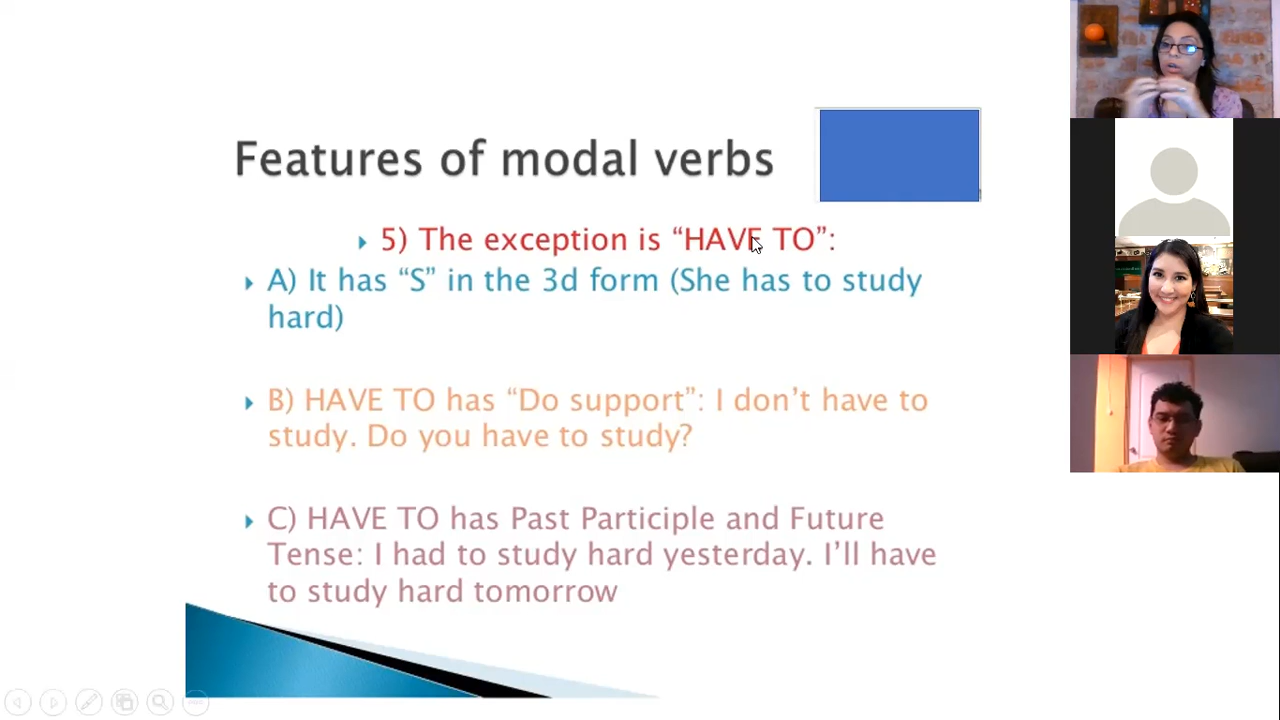 Features of modal verbs
5) The exception is “HAVE TO”:
A) It has “S” in the 3d form (She has to study
hard)
B) HAVE TO has “Do support”: I don’t have to
study. Do you have to study?
C) HAVE TO has Past Participle and Future
Tense: I had to study hard yesterday. I’ll have
to study hard tomorrow